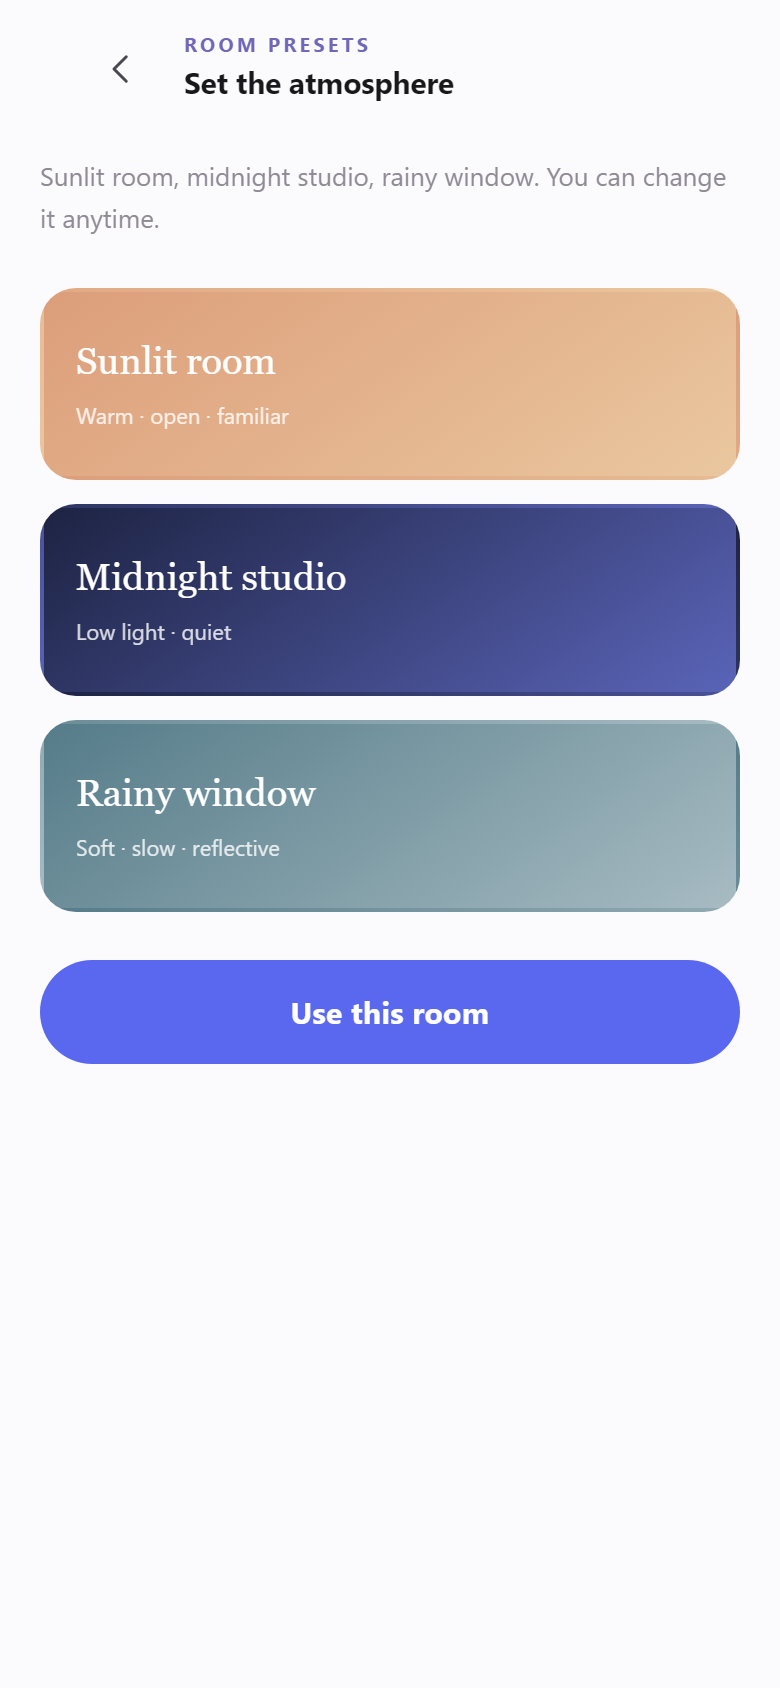 ROOM PRESETS
Set the atmosphere
Sunlit room, midnight studio, rainy window. You can change
it anytime.
Sunlit room
Warm · open · familiar
Midnight studio
Low light · quiet
Rainy window
Soft · slow · reflective
Use this room